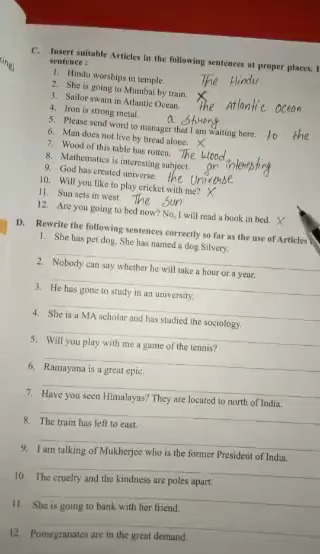 C. Insert suitable Articles in the following sentences at proper places. I
sentence :
1. Hindu worships in temple. The Hindu
2. She is going to Mumbai by train. X
3. Sailor swam in Atlantic Ocean. The Atlantic Ocean
4. Iron is strong metal. a strong
5. Please send word to manager that I am waiting here. to the
6. Man does not live by bread alone. X
7. Wood of this table has rotten. The Wood
8. Mathematics is interesting subject. an interesting
9. God has created universe. the Universe
10. Will you like to play cricket with me? X
11. Sun sets in west. The Sun
12. Are you going to bed now? No, I will read a book in bed. X
D. Rewrite the following sentences correctly so far as the use of Articles
1. She has pet dog. She has named a dog Silvery.
2. Nobody can say whether he will take a hour or a year.
3. He has gone to study in an university.
4. She is a MA scholar and has studied the sociology.
5. Will you play with me a game of the tennis?
6. Ramayana is a great epic.
7. Have you seen Himalayas? They are located to north of India.
8. The train has left to east.
9. I am talking of Mukherjee who is the former President of India.
10. The cruelty and the kindness are poles apart.
11. She is going to bank with her friend.
12. Pomegranates are in the great demand.